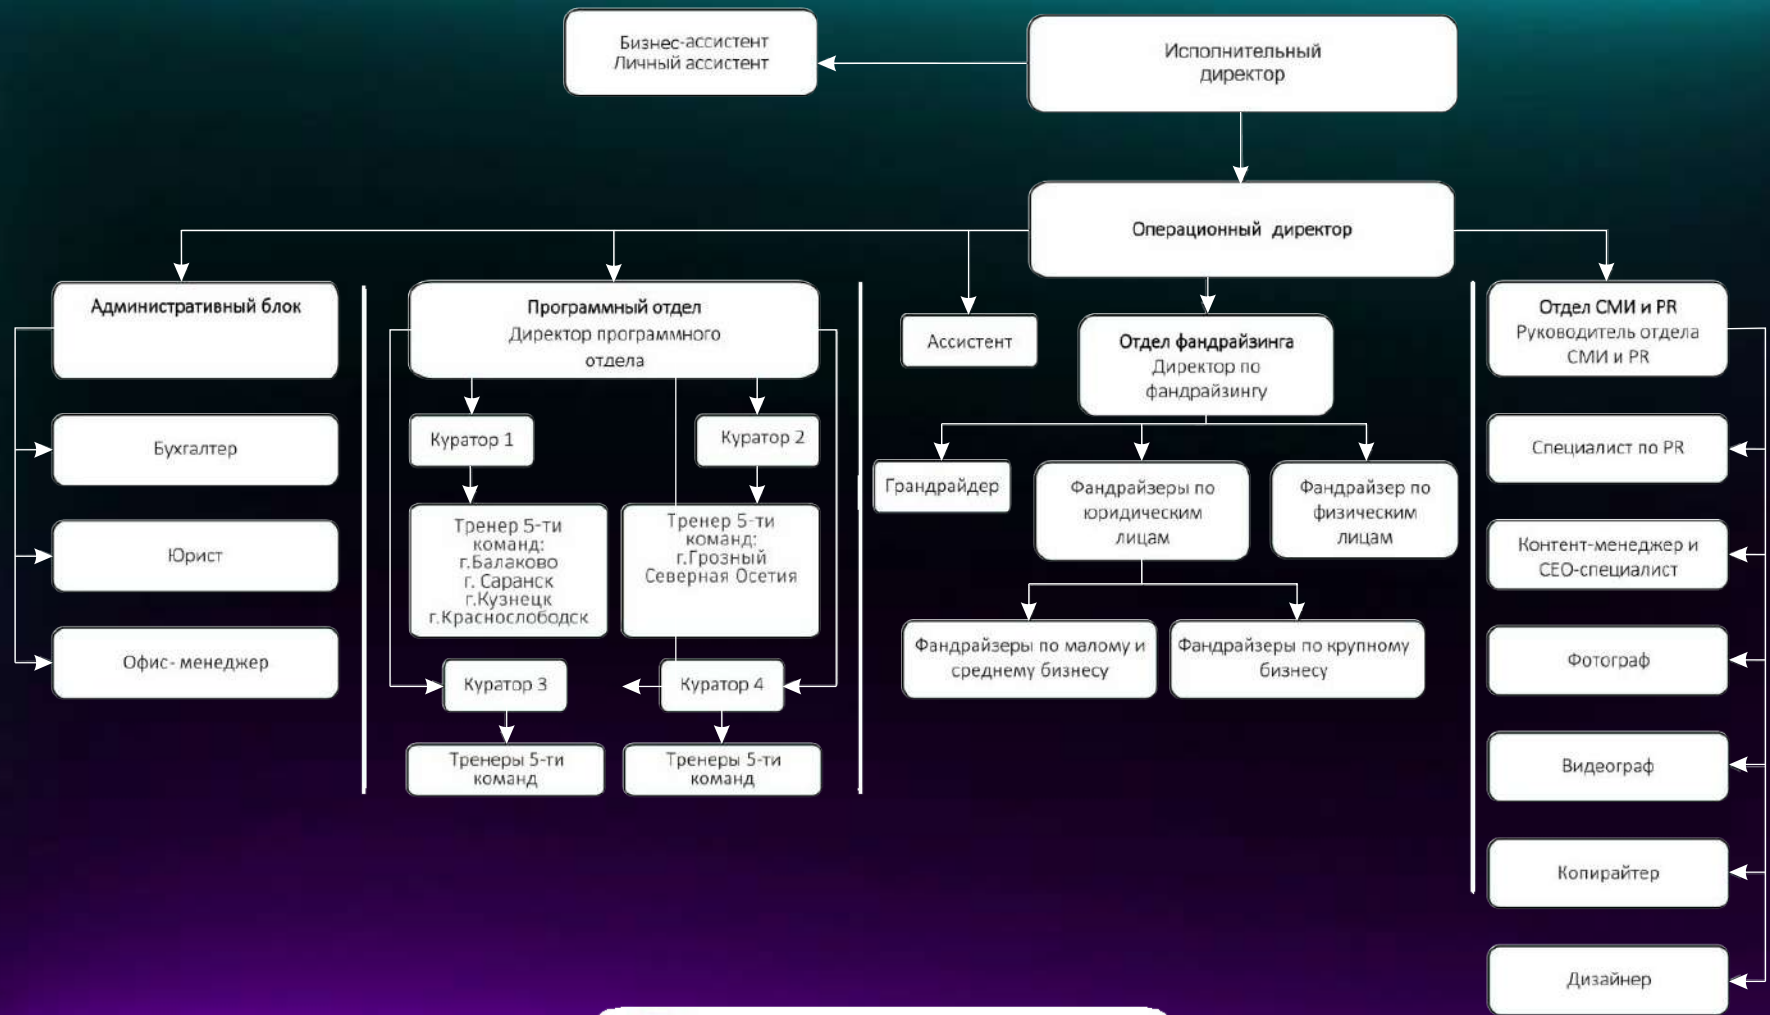 Бизнес-ассистент
Личный ассистент
Исполнительный
директор
Операционный директор
Административный блок
Бухгалтер
Юрист
Офис- менеджер
Программный отдел
Директор программного
отдела
Куратор 1
Куратор 2
Тренер 5-ти
команд:
г.Балаково
г. Саранск
г.Кузнецк
г.Краснослободск
Тренер 5-ти
команд:
г.Грозный
Северная Осетия
Куратор 3
Куратор 4
Тренеры 5-ти
команд
Тренеры 5-ти
команд
Ассистент
Отдел фандрайзинга
Директор по
фандрайзингу
Грандрайдер
Фандрайзеры по
юридическим
лицам
Фандрайзер по
физическим
лицам
Фандрайзеры по малому и
среднему бизнесу
Фандрайзеры по крупному
бизнесу
Отдел СМИ и PR
Руководитель отдела
СМИ и PR
Специалист по PR
Контент-менеджер и
СЕО-специалист
Фотограф
Видеограф
Копирайтер
Дизайнер